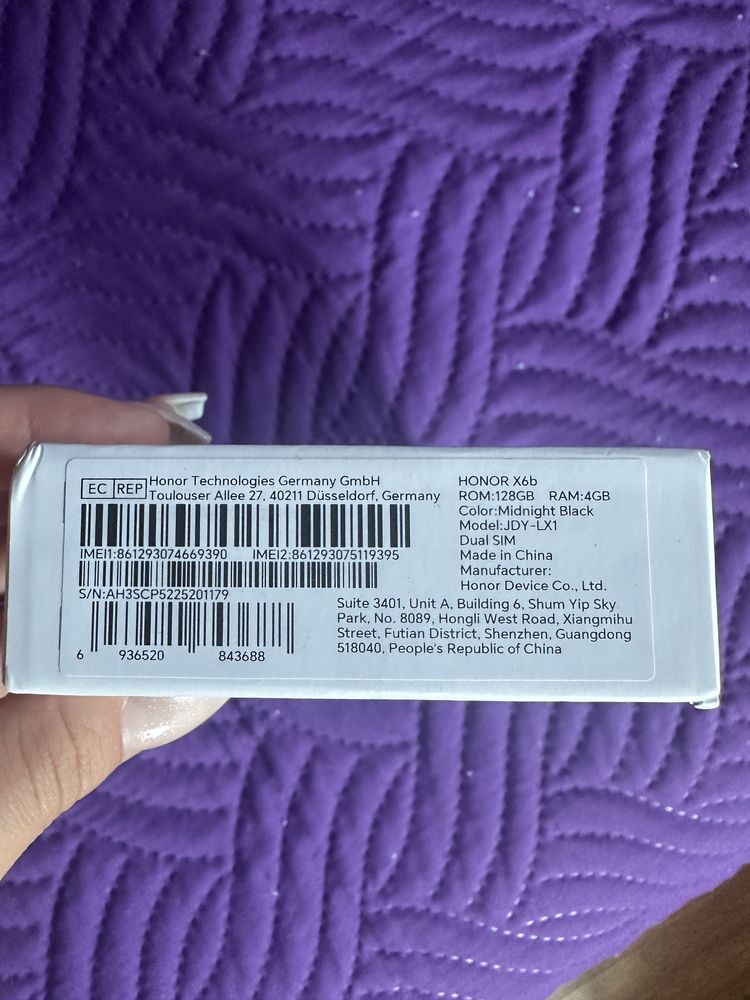 EC REP
Honor Technologies Germany GmbH
Toulouser Allee 27, 40211 Düsseldorf, Germany
IMEI1:861293074669390 IMEI2:861293075119395
S/N:AH3SCP5225201179
6 936520 843688
HONOR X6b
ROM:128GB RAM:4GB
Color:Midnight Black
Model:JDY-LX1
Dual SIM
Made in China
Manufacturer:
Honor Device Co., Ltd.
Suite 3401, Unit A, Building 6, Shum Yip Sky
Park, No. 8089, Hongli West Road, Xiangmihu
Street, Futian District, Shenzhen, Guangdong
518040, People's Republic of China